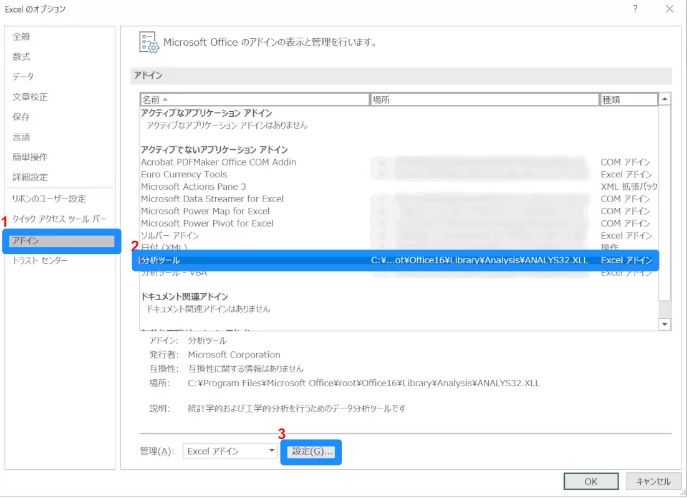 Excel のオプション
? ×
全般
数式
データ
文章校正
保存
言語
簡単操作
詳細設定
リボンのユーザー設定
1
クイック アクセス ツール バー
アドイン
トラスト センター
Microsoft Office のアドインの表示と管理を行います。
アドイン
名前 場所 種類
アクティブなアプリケーション アドイン
アクティブなアプリケーション アドインはありません
アクティブでないアプリケーション アドイン
Acrobat PDFMaker Office COM Addin COM アドイン
Euro Currency Tools Excel アドイン
Microsoft Actions Pane 3 XML 拡張パック
Microsoft Data Streamer for Excel COM アドイン
Microsoft Power Map for Excel COM アドイン
Microsoft Power Pivot for Excel COM アドイン
ソルバー アドイン Excel アドイン
2
日付 (XML) 操作
分析ツール C:¥...ot¥Office16¥Library¥Analysis¥ANALYS32.XLL Excel アドイン
分析ツール - VBA Excel アドイン
ドキュメント関連アドイン
ドキュメント関連アドインはありません
アドイン: 分析ツール
発行者: Microsoft Corporation
互換性: 互換性に関する情報はありません
場所: C:¥Program Files¥Microsoft Office¥root¥Office16¥Library¥Analysis¥ANALYS32.XLL
説明: 統計学的および工学的分析を行うためのデータ分析ツールです
3
管理(A): Excel アドイン 設定(G)...
OK キャンセル